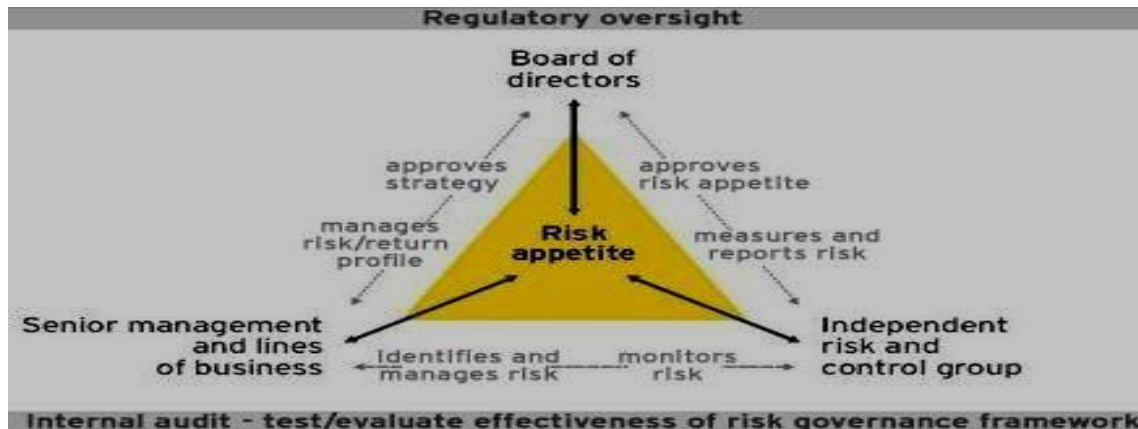 Regulatory oversight
Board of
directors
approves
strategy
approves
risk appetite
manages
risk/return
profile
Risk
appetite
measures and
reports risk
Senior management
and lines
of business
identifies and
manages risk
monitors
risk
Independent
risk and
control group
Internal audit - test/evaluate effectiveness of risk governance framework